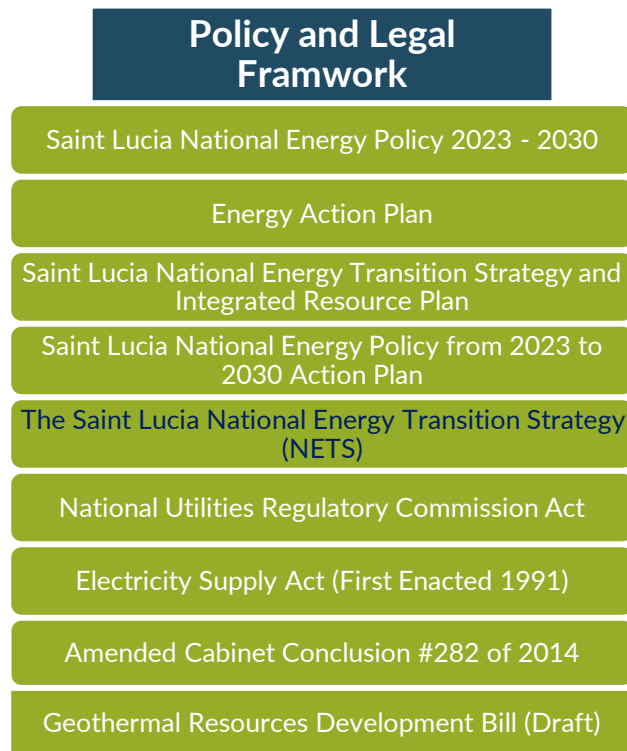 Policy and Legal
Framwork
Saint Lucia National Energy Policy 2023 - 2030
Energy Action Plan
Saint Lucia National Energy Transition Strategy and
Integrated Resource Plan
Saint Lucia National Energy Policy from 2023 to
2030 Action Plan
The Saint Lucia National Energy Transition Strategy
(NETS)
National Utilities Regulatory Commission Act
Electricity Supply Act (First Enacted 1991)
Amended Cabinet Conclusion #282 of 2014
Geothermal Resources Development Bill (Draft)